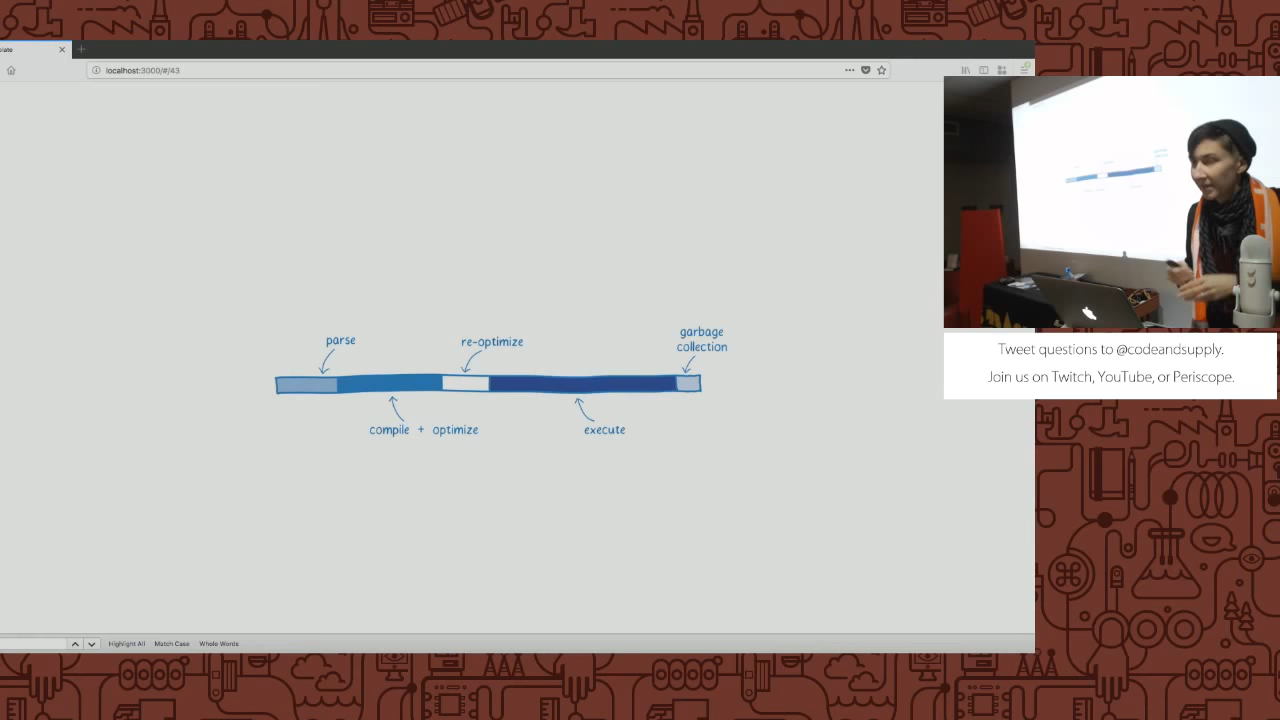 late
localhost:3000/#/43
parse
re-optimize
garbage
collection
compile + optimize
execute
Highlight All Match Case Whole Words
Tweet questions to @codeandsupply.
Join us on Twitch, YouTube, or Periscope.